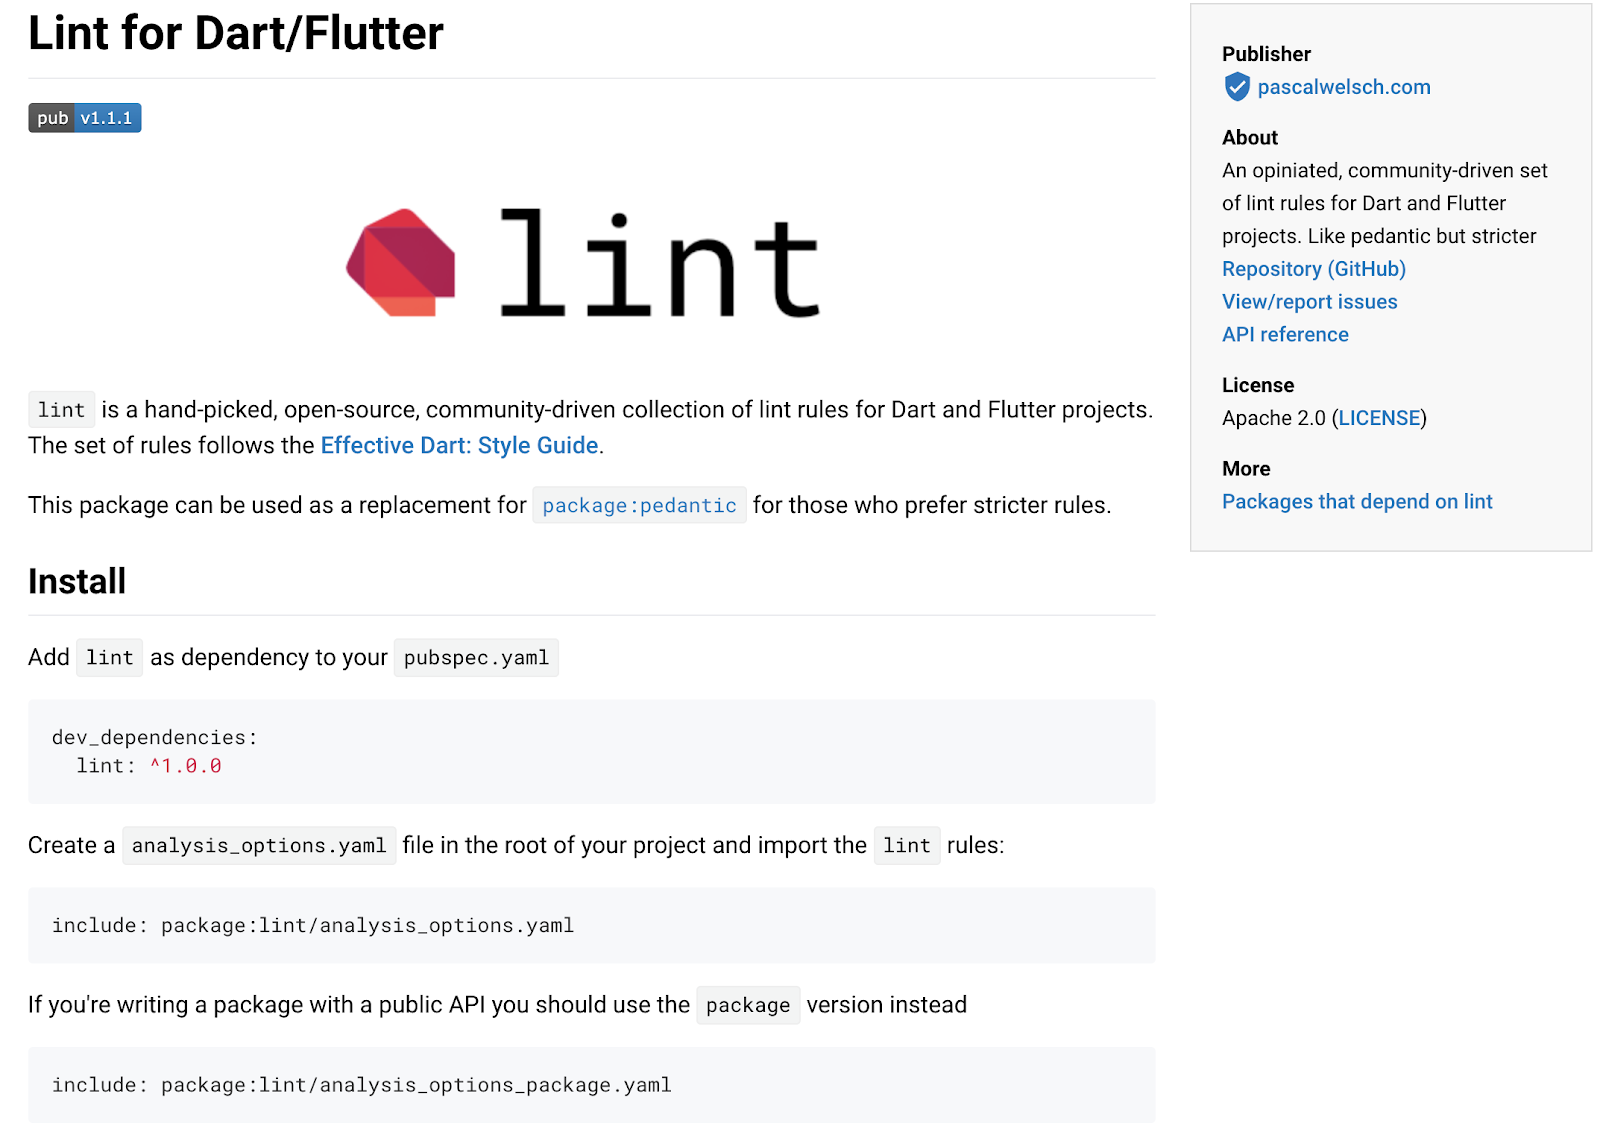 Lint for Dart/Flutter
pub v1.1.1
lint
lint is a hand-picked, open-source, community-driven collection of lint rules for Dart and Flutter projects.
The set of rules follows the Effective Dart: Style Guide.
This package can be used as a replacement for package:pedantic for those who prefer stricter rules.
Install
Add lint as dependency to your pubspec.yaml
dev_dependencies:
  lint: ^1.0.0
Create a analysis_options.yaml file in the root of your project and import the lint rules:
include: package:lint/analysis_options.yaml
If you're writing a package with a public API you should use the package version instead
include: package:lint/analysis_options_package.yaml
Publisher
pascalwelsch.com
About
An opiniated, community-driven set
of lint rules for Dart and Flutter
projects. Like pedantic but stricter
Repository (GitHub)
View/report issues
API reference
License
Apache 2.0 (LICENSE)
More
Packages that depend on lint